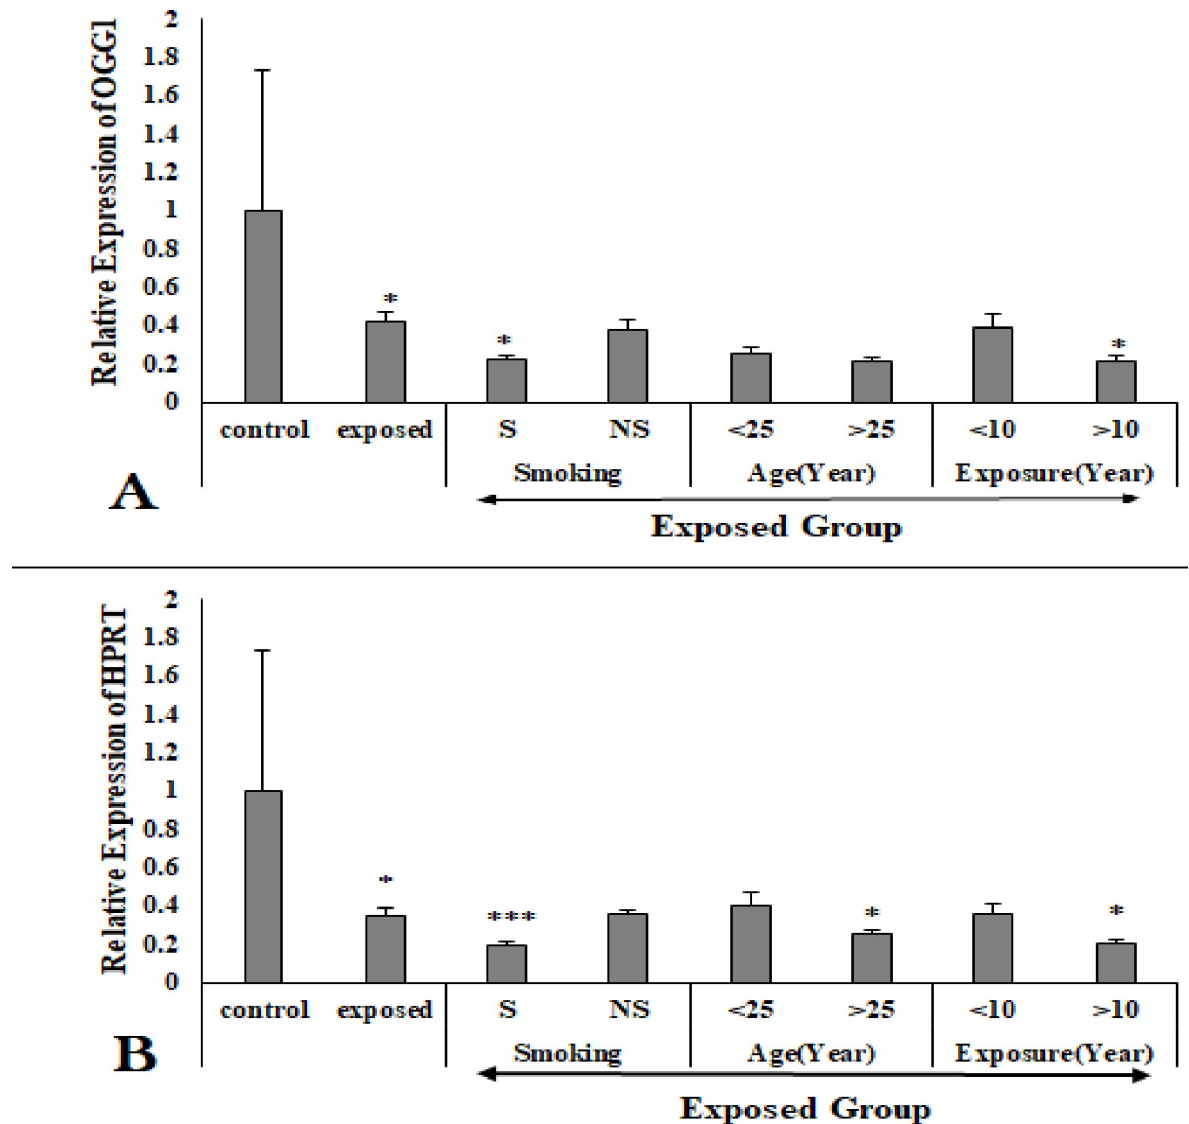 Relative Expression of OGG1
2
1.8
1.6
1.4
1.2
1
0.8
0.6
0.4
0.2
0
*
*
*
control exposed S NS <25 >25 <10 >10
Smoking Age(Year) Exposure(Year)
A
Exposed Group
Relative Expression of HPRT
2
1.8
1.6
1.4
1.2
1
0.8
0.6
0.4
0.2
0
*
***
*
*
control exposed S NS <25 >25 <10 >10
Smoking Age(Year) Exposure(Year)
B
Exposed Group